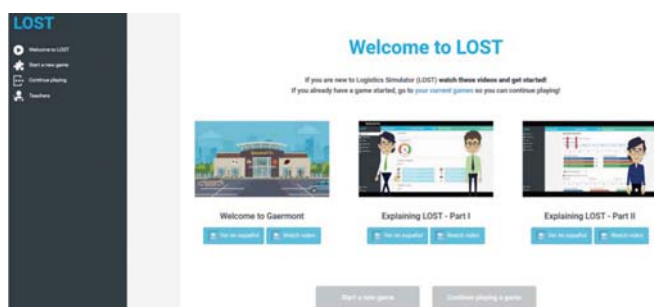 LOST
Welcome to LOST
Start a new game
Continue playing
Teachers
Welcome to LOST
If you are new to Logistics Simulator (LOST) watch these videos and get started!
If you already have a game started, go to your current games so you can continue playing!
Welcome to Gaermont
Explaining LOST - Part I
Explaining LOST - Part II
Ver en español
Watch video
Ver en español
Watch video
Ver en español
Watch video
Start a new game
Continue playing a game